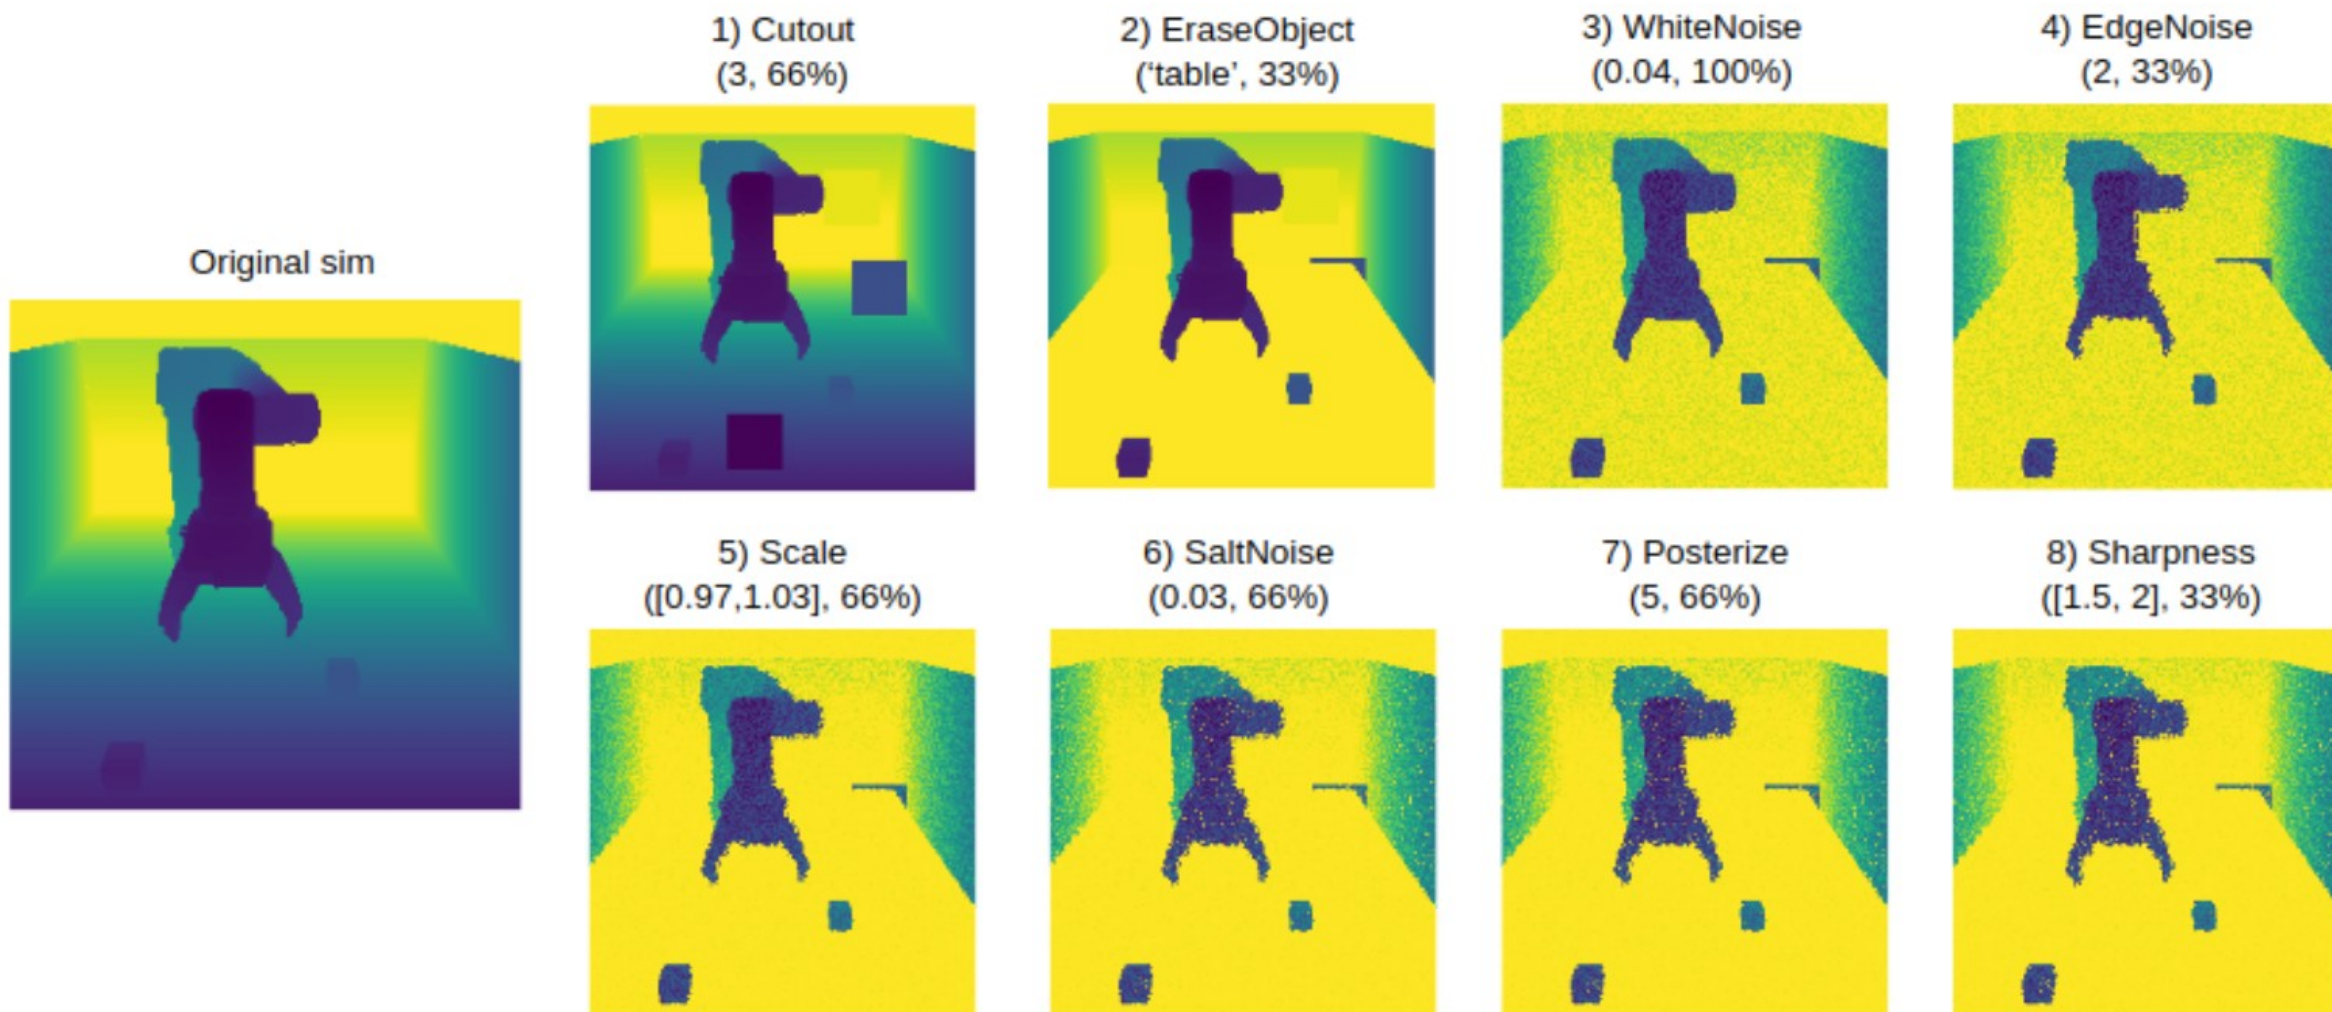 Original sim
1) Cutout
(3, 66%)
2) EraseObject
(‘table’, 33%)
3) WhiteNoise
(0.04, 100%)
4) EdgeNoise
(2, 33%)
5) Scale
([0.97,1.03], 66%)
6) SaltNoise
(0.03, 66%)
7) Posterize
(5, 66%)
8) Sharpness
([1.5, 2], 33%)